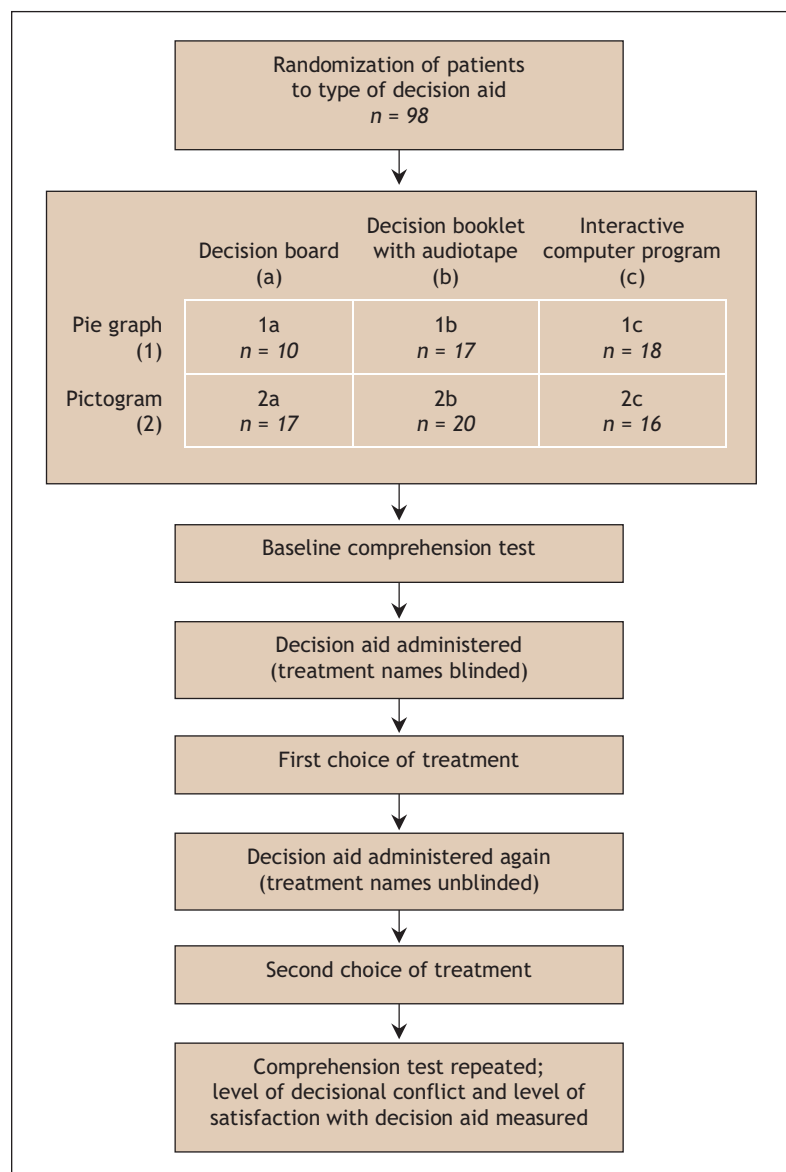 Randomization of patients
to type of decision aid
n = 98
Decision board
(a)
Decision booklet
with audiotape
(b)
Interactive
computer program
(c)
Pie graph
(1)
1a
n = 10
1b
n = 17
1c
n = 18
Pictogram
(2)
2a
n = 17
2b
n = 20
2c
n = 16
Baseline comprehension test
Decision aid administered
(treatment names blinded)
First choice of treatment
Decision aid administered again
(treatment names unblinded)
Second choice of treatment
Comprehension test repeated;
level of decisional conflict and level of
satisfaction with decision aid measured